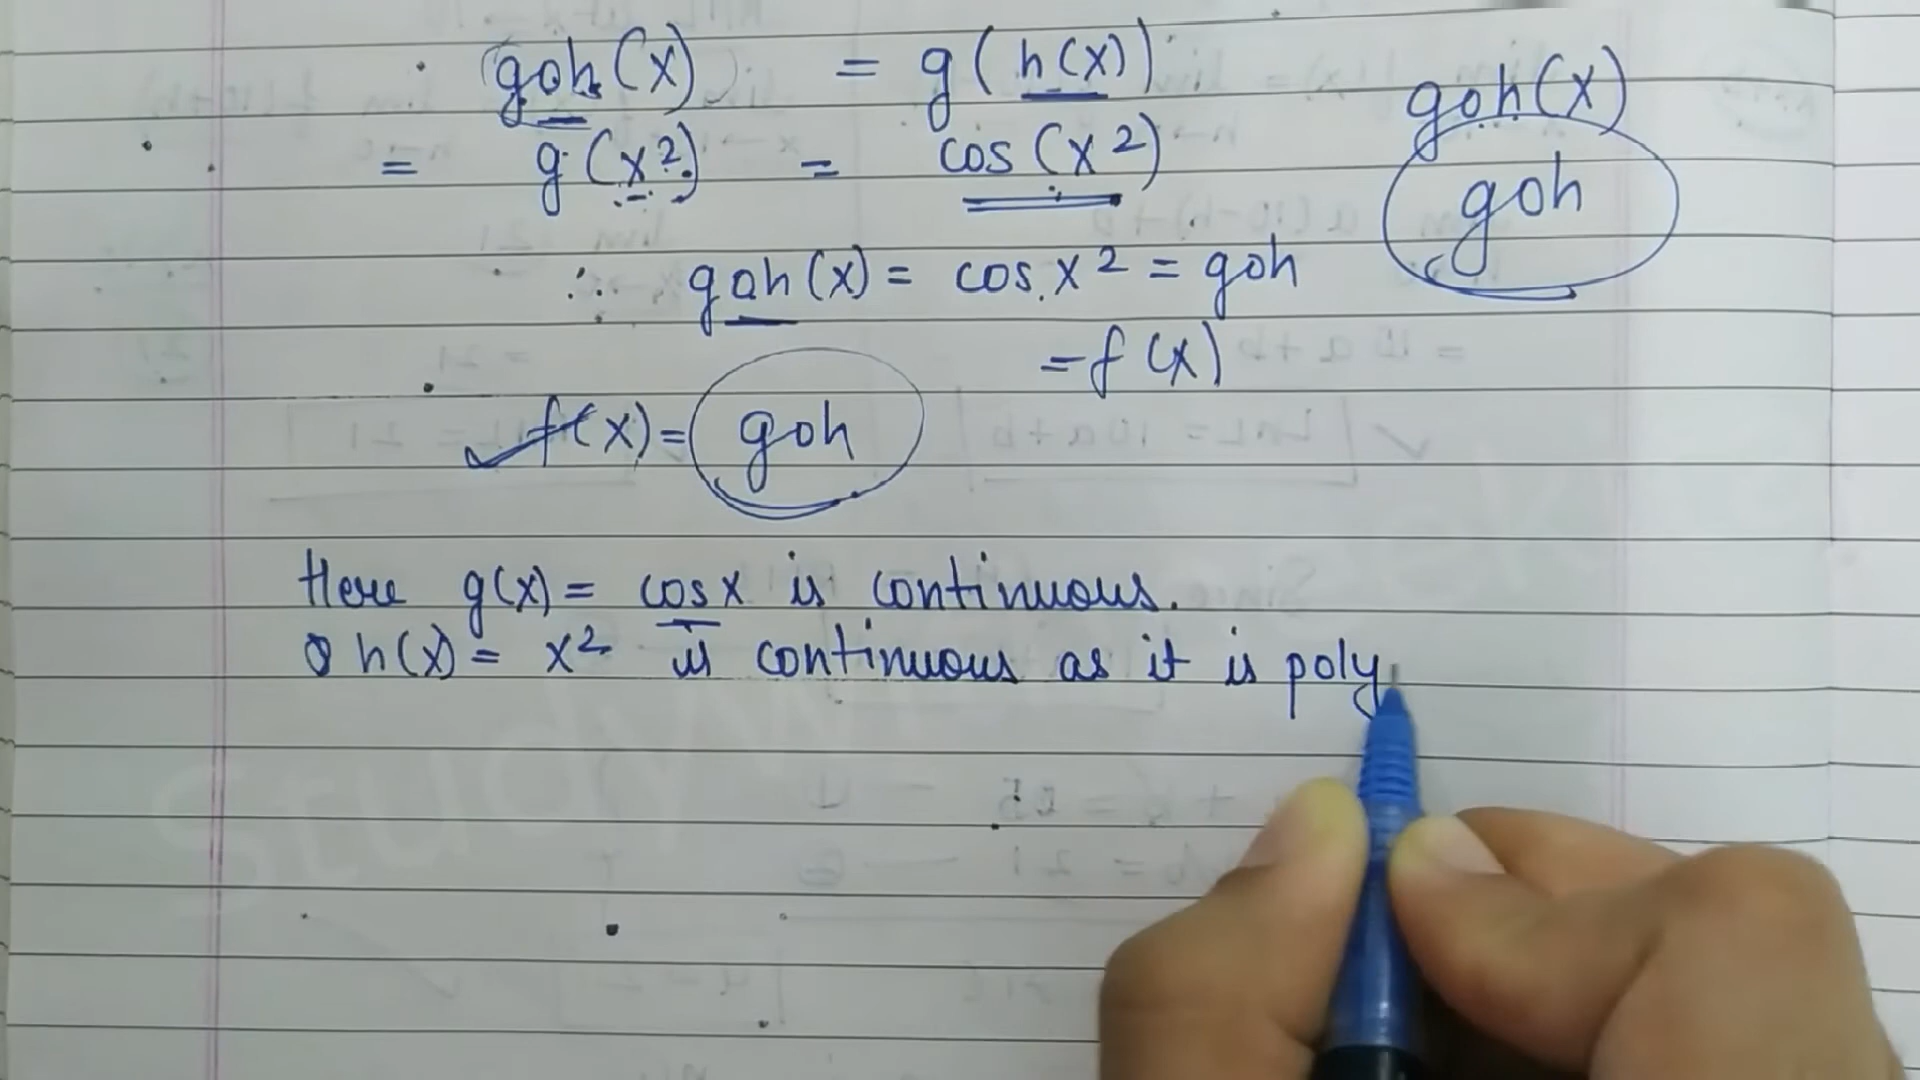 goh(x) = g(h(x))
goh(x)
= g(x²) = cos(x²)
goh
∴ goh(x) = cos x² = goh
= f(x)
f(x) = goh
Here g(x) = cos x is continuous.
h(x) = x² is continuous as it is poly